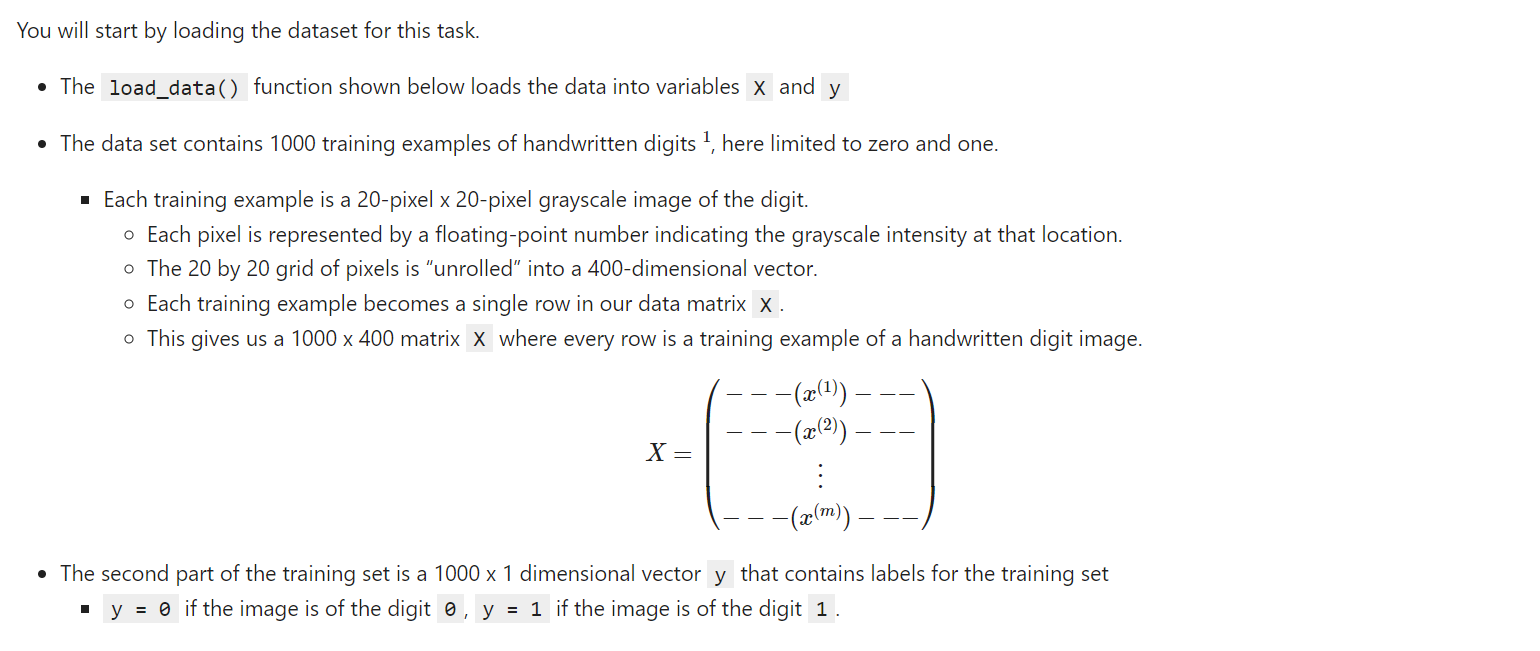 You will start by loading the dataset for this task.
• The load_data() function shown below loads the data into variables X and y
• The data set contains 1000 training examples of handwritten digits ¹, here limited to zero and one.
▪ Each training example is a 20-pixel x 20-pixel grayscale image of the digit.
◦ Each pixel is represented by a floating-point number indicating the grayscale intensity at that location.
◦ The 20 by 20 grid of pixels is “unrolled” into a 400-dimensional vector.
◦ Each training example becomes a single row in our data matrix X .
◦ This gives us a 1000 x 400 matrix X where every row is a training example of a handwritten digit image.
− − −(x⁽¹⁾) − −−
− − −(x⁽²⁾) − −−
X =
⋮
− − −(x⁽ᵐ⁾) − −−
• The second part of the training set is a 1000 x 1 dimensional vector y that contains labels for the training set
▪ y = 0 if the image is of the digit 0 , y = 1 if the image is of the digit 1 .